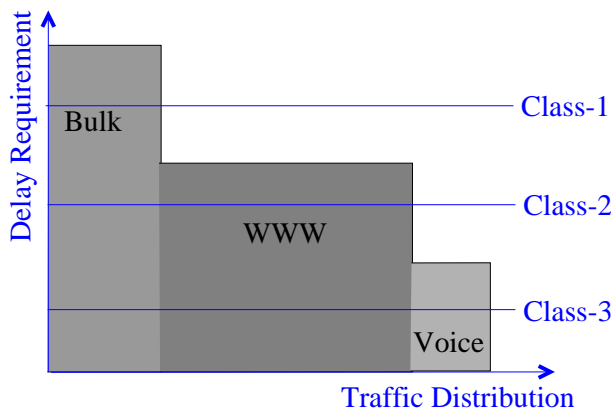 Delay Requirement
Class-1
Bulk
Class-2
WWW
Class-3
Voice
Traffic Distribution